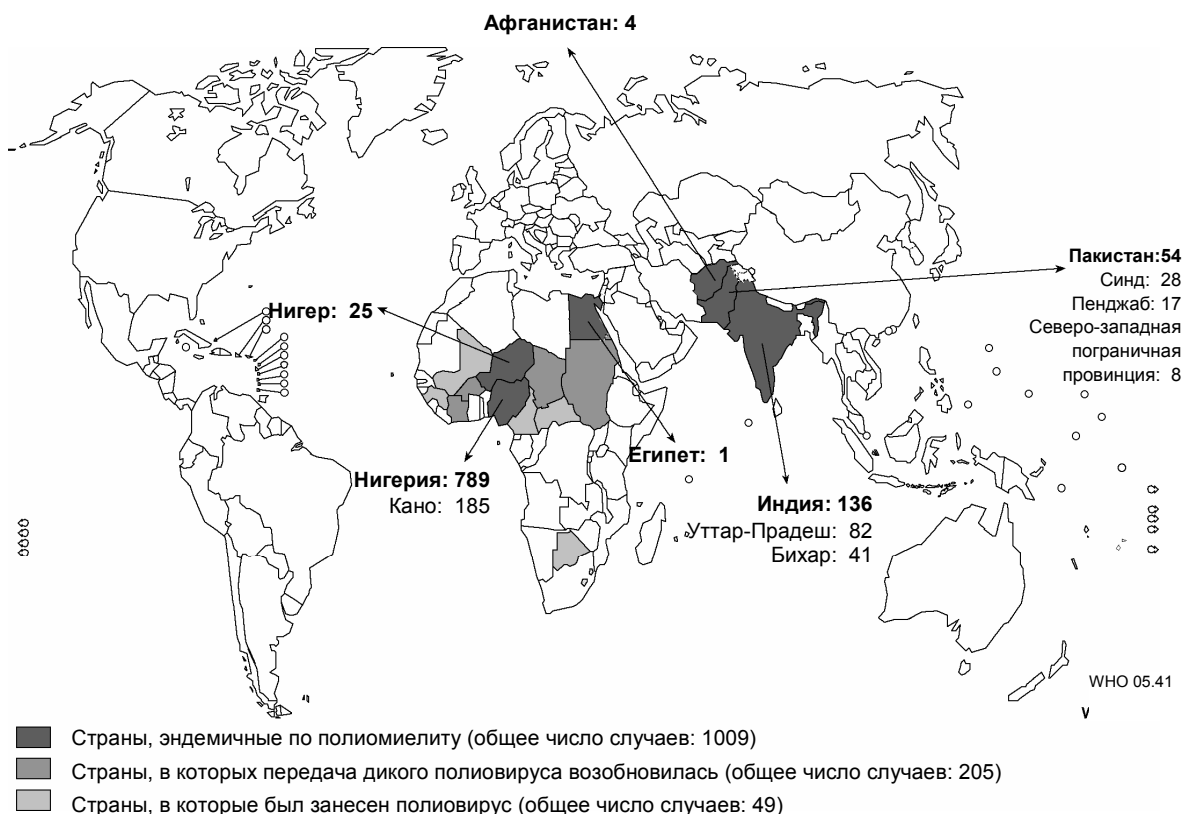 Афганистан: 4
Пакистан:54
Синд: 28
Пенджаб: 17
Северо-западная
пограничная
провинция: 8
Нигер: 25
Египет: 1
Нигерия: 789
Кано: 185
Индия: 136
Уттар-Прадеш: 82
Бихар: 41
WHO 05.41
Страны, эндемичные по полиомиелиту (общее число случаев: 1009)
Страны, в которых передача дикого полиовируса возобновилась (общее число случаев: 205)
Страны, в которые был занесен полиовирус (общее число случаев: 49)